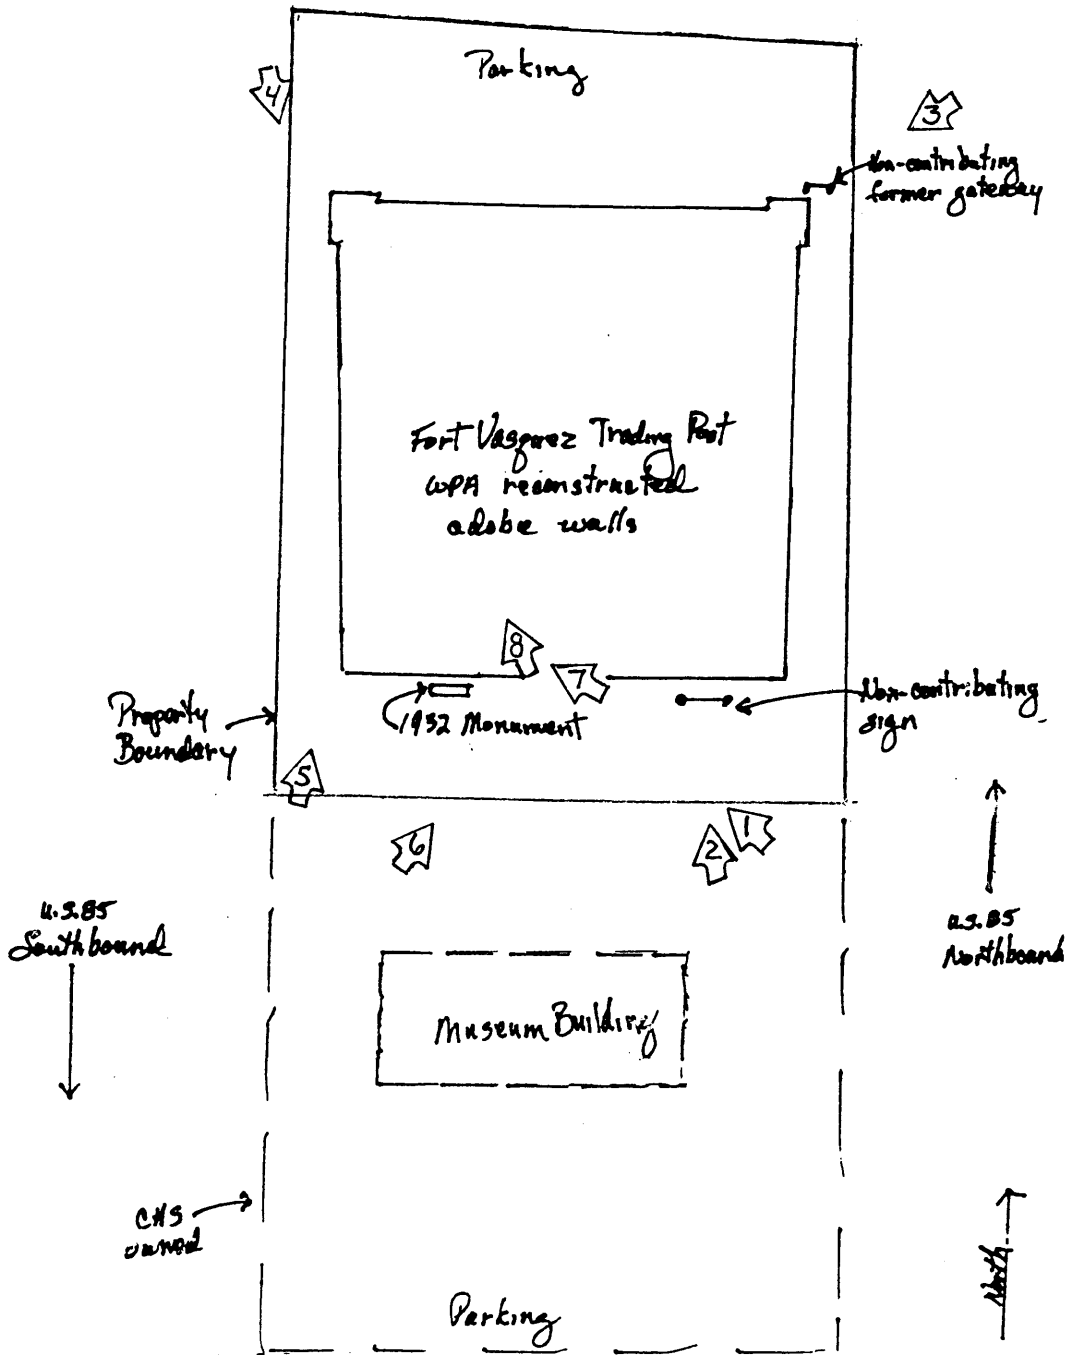 Parking
4
3
Non-contributing
former gateway
Fort Vasquez Trading Post
WPA reconstructed
adobe walls
8
7
1932 Monument
Non-contributing
sign
Property
Boundary
5
6
2
1
U.S.85
Southbound
U.S.85
Northbound
Museum Building
CHS
owned
North
Parking